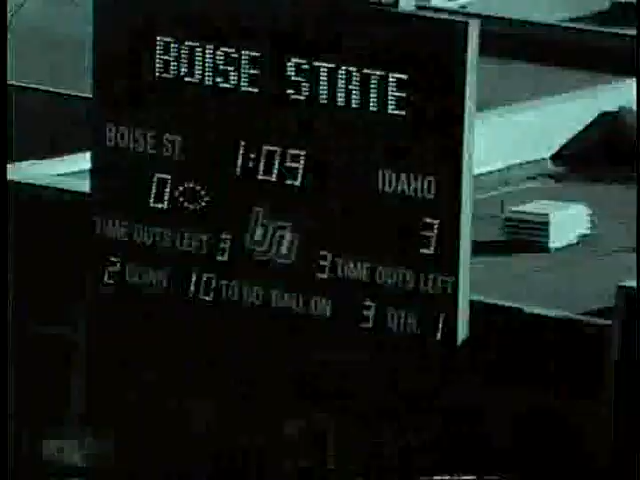 BOISE STATE
BOISE ST. 1:09 IDAHO
0 3
TIME OUTS LEFT 3 bsu 3 TIME OUTS LEFT
2 DOWN 10 TO GO BALL ON 3 QTR. 1